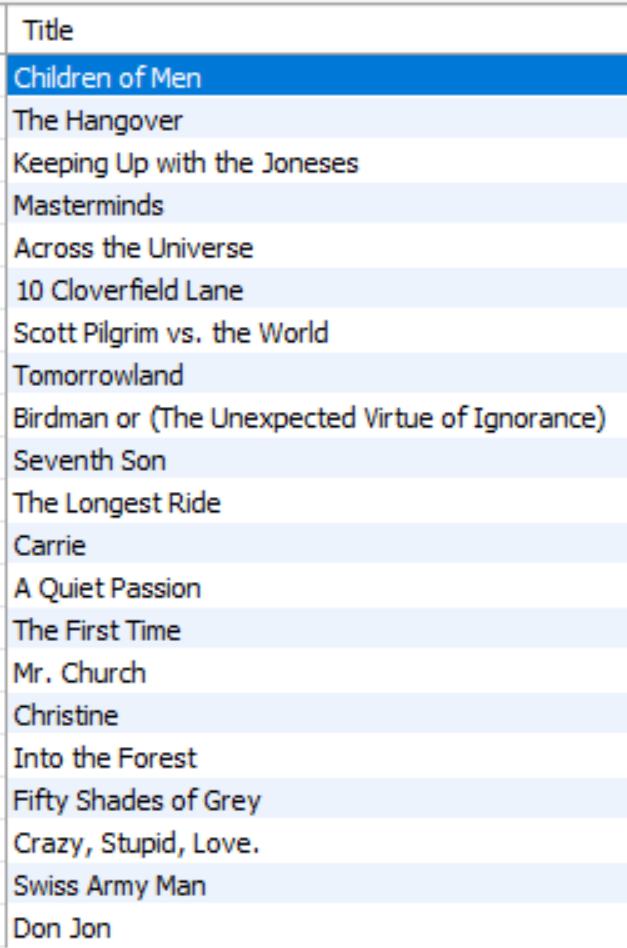 Title
Children of Men
The Hangover
Keeping Up with the Joneses
Masterminds
Across the Universe
10 Cloverfield Lane
Scott Pilgrim vs. the World
Tomorrowland
Birdman or (The Unexpected Virtue of Ignorance)
Seventh Son
The Longest Ride
Carrie
A Quiet Passion
The First Time
Mr. Church
Christine
Into the Forest
Fifty Shades of Grey
Crazy, Stupid, Love.
Swiss Army Man
Don Jon